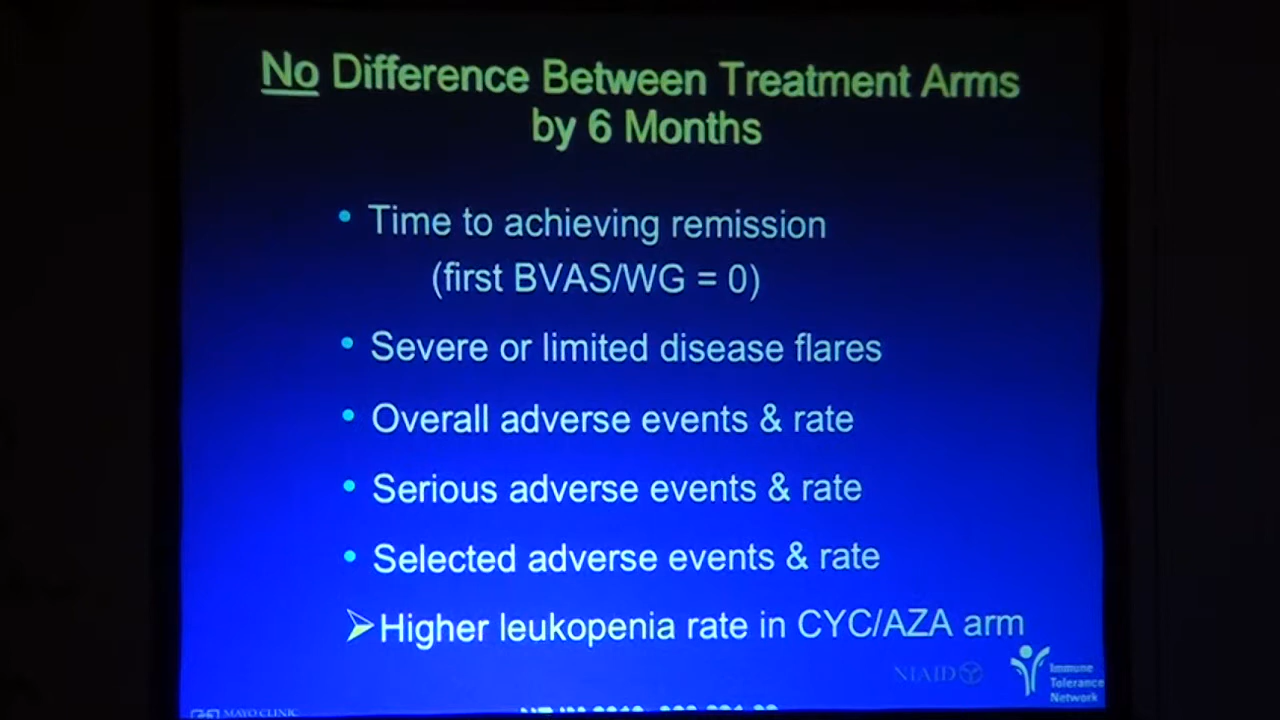 No Difference Between Treatment Arms
by 6 Months
• Time to achieving remission
(first BVAS/WG = 0)
• Severe or limited disease flares
• Overall adverse events & rate
• Serious adverse events & rate
• Selected adverse events & rate
➢Higher leukopenia rate in CYC/AZA arm
NIAID
Immune
Tolerance
Network
MAYO CLINIC